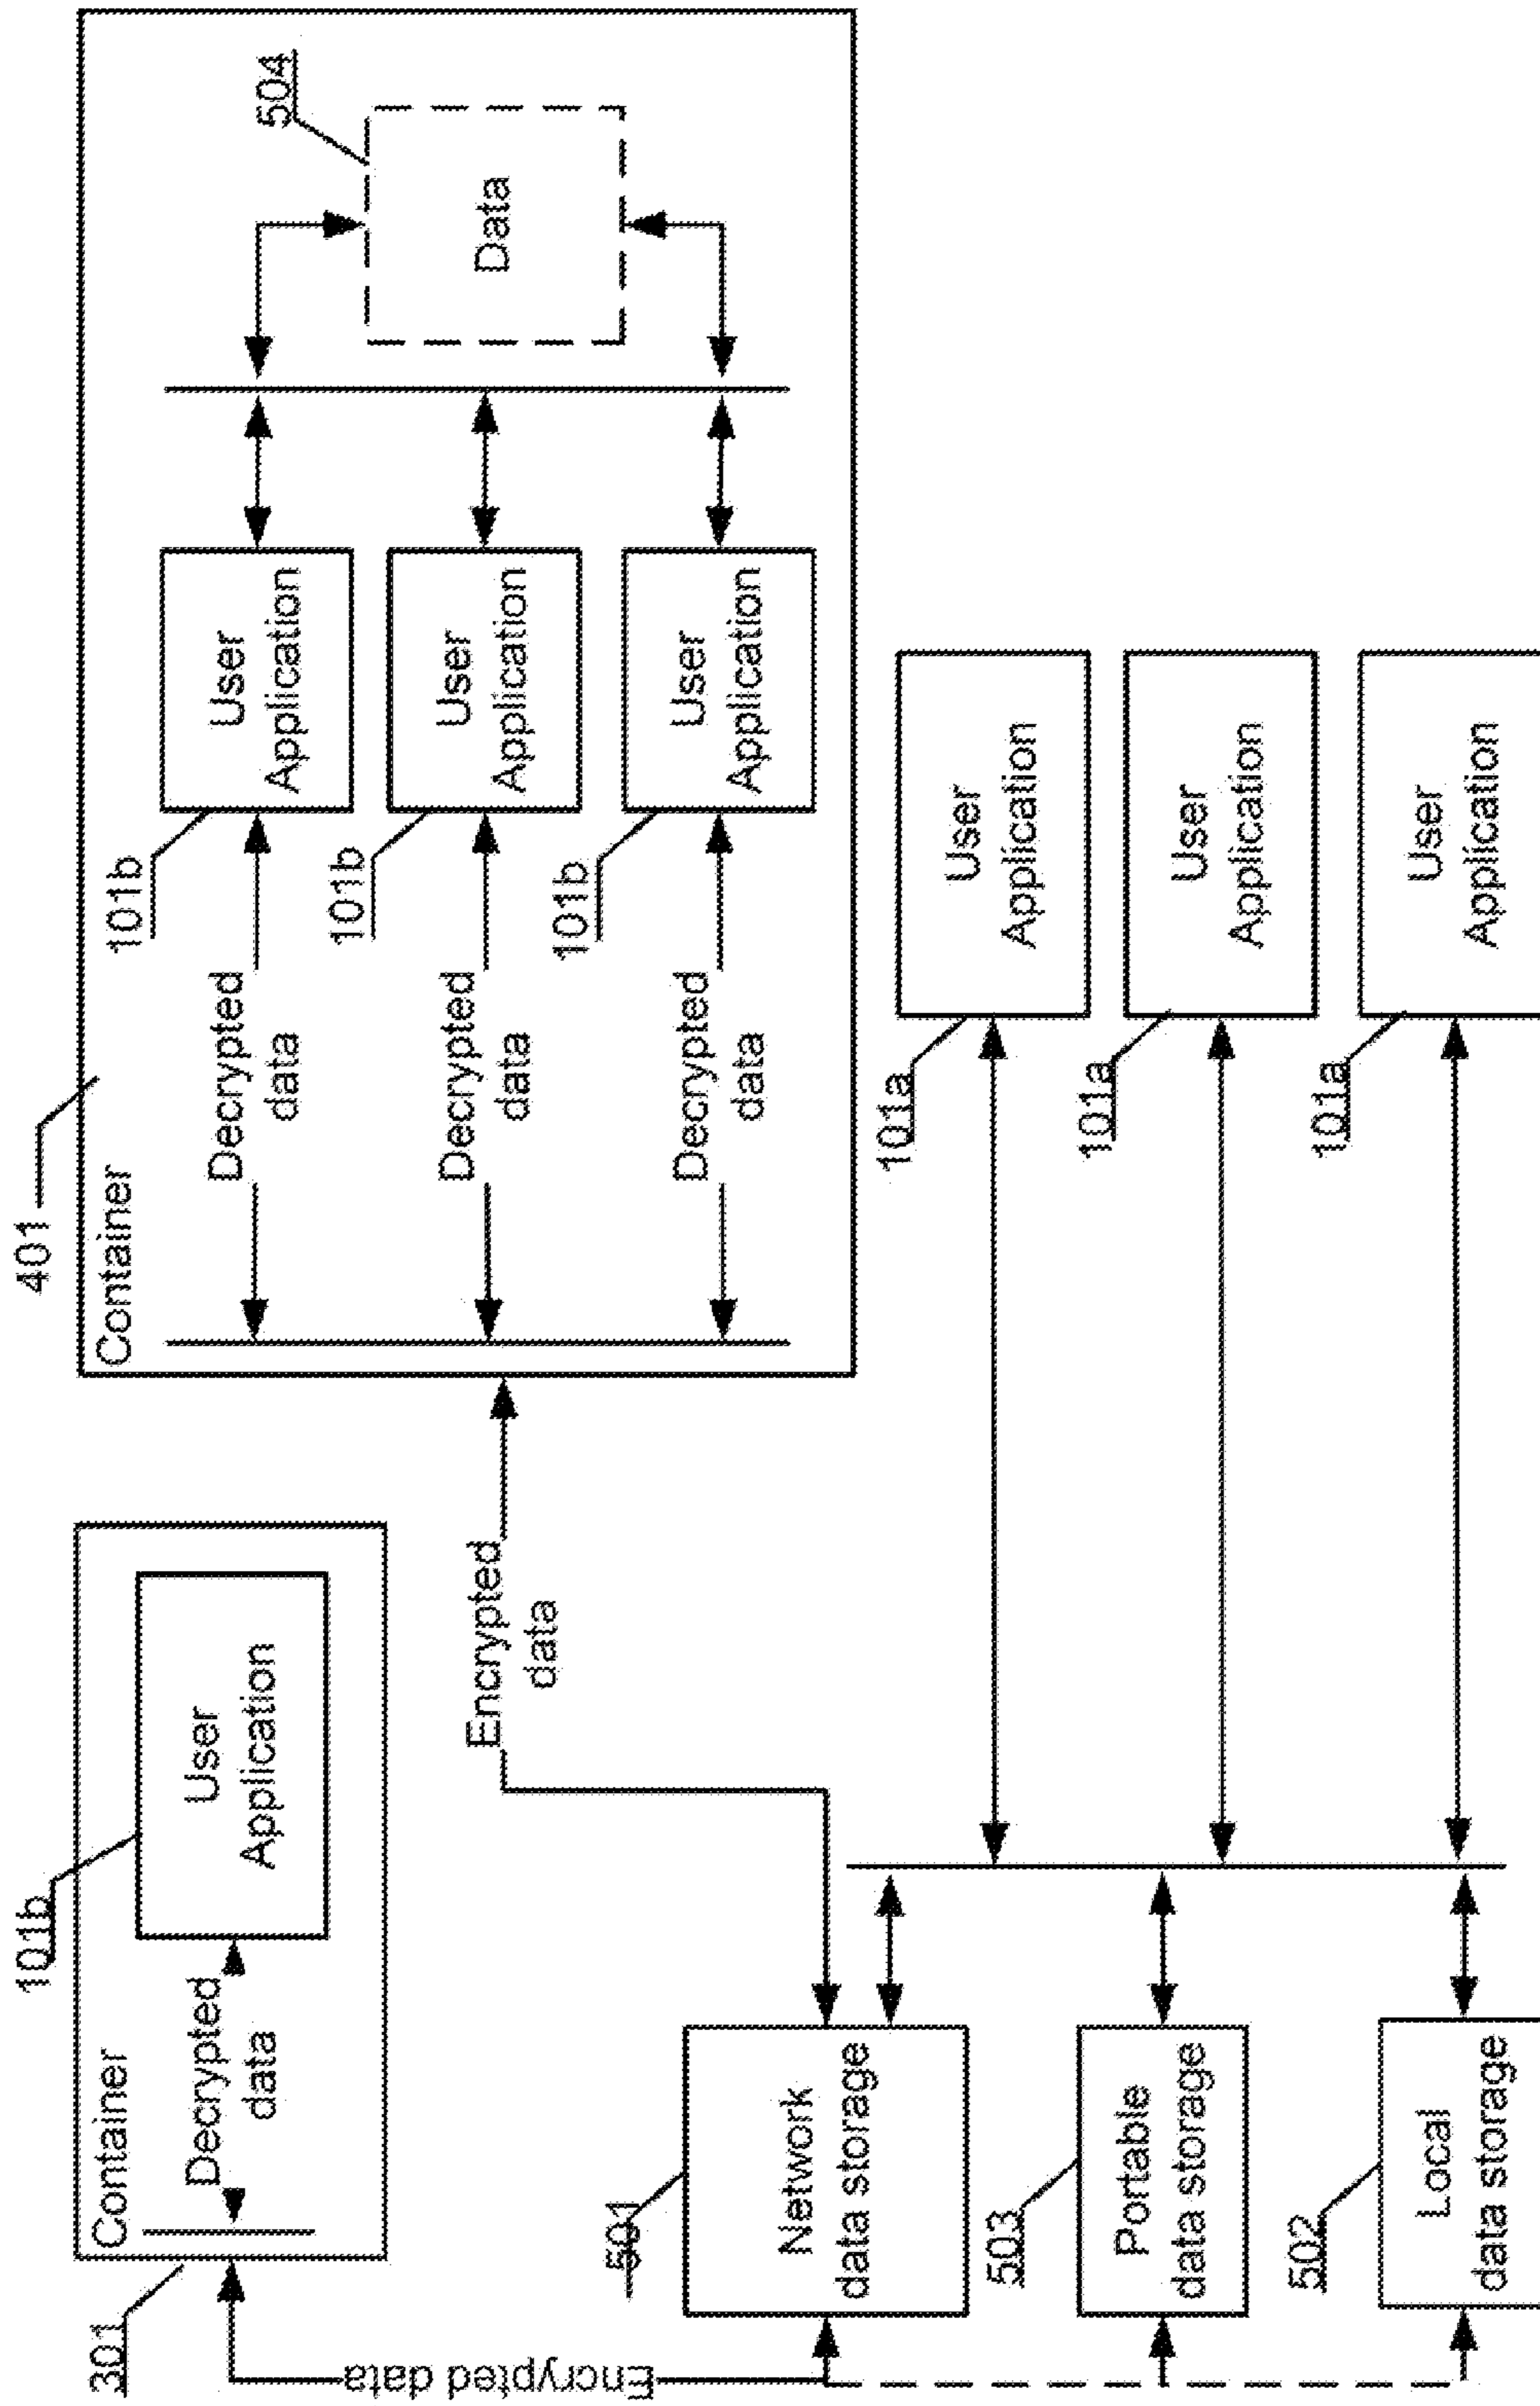 301
101b
Container
Decrypted
data
User
Application
Encrypted data
Encrypted
data
401
Container
Decrypted
data
Decrypted
data
Decrypted
data
101b
User
Application
101b
User
Application
101b
User
Application
504
Data
501
Network
data storage
503
Portable
data storage
502
Local
data storage
101a
User
Application
101a
User
Application
101a
User
Application